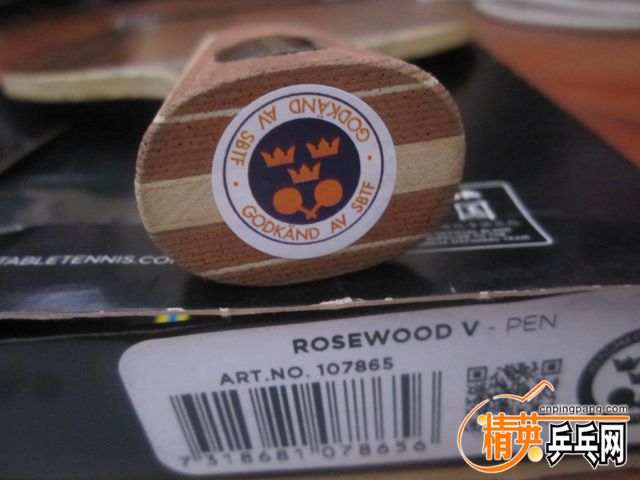 GODKÄND AV SBTF
GODKÄND AV SBTF
TABLETENNIS.CO
ROSEWOOD V - PEN
ART.NO. 107865
7 318681 078656
cnpingpang.com
精英乒乓网